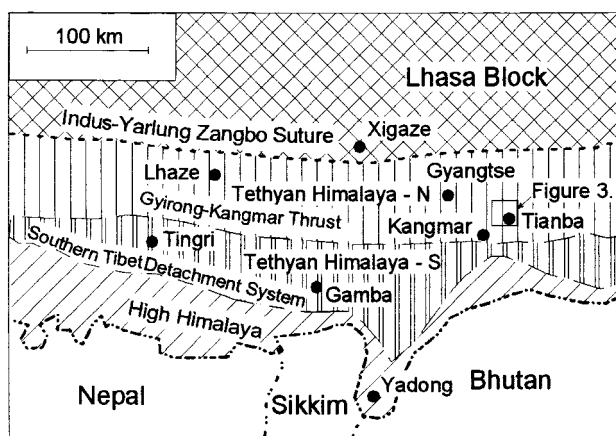 100 km
Lhasa Block
Indus-Yarlung Zangbo Suture
Xigaze
Lhaze
Gyangtse
Tethyan Himalaya - N
Figure 3.
Gyirong-Kangmar Thrust
Tianba
Kangmar
Tingri
Tethyan Himalaya - S
Southern Tibet Detachment System
Gamba
High Himalaya
Nepal
Sikkim
Yadong
Bhutan